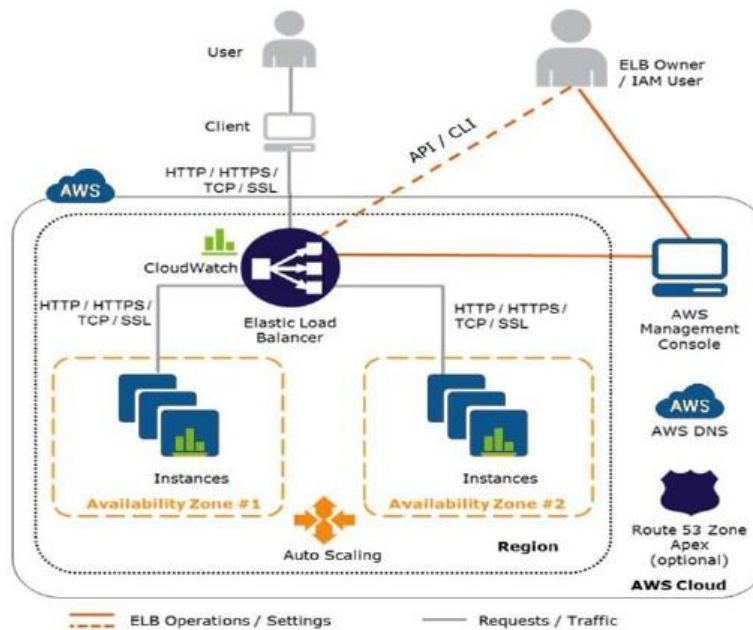 User
ELB Owner
/ IAM User
Client
API / CLI
HTTP / HTTPS /
TCP / SSL
AWS
CloudWatch
HTTP / HTTPS /
TCP / SSL
Elastic Load
Balancer
HTTP / HTTPS /
TCP / SSL
AWS
Management
Console
AWS
AWS DNS
Instances
Instances
Availability Zone #1
Availability Zone #2
Auto Scaling
Region
Route 53 Zone
Apex
(optional)
AWS Cloud
ELB Operations / Settings
Requests / Traffic